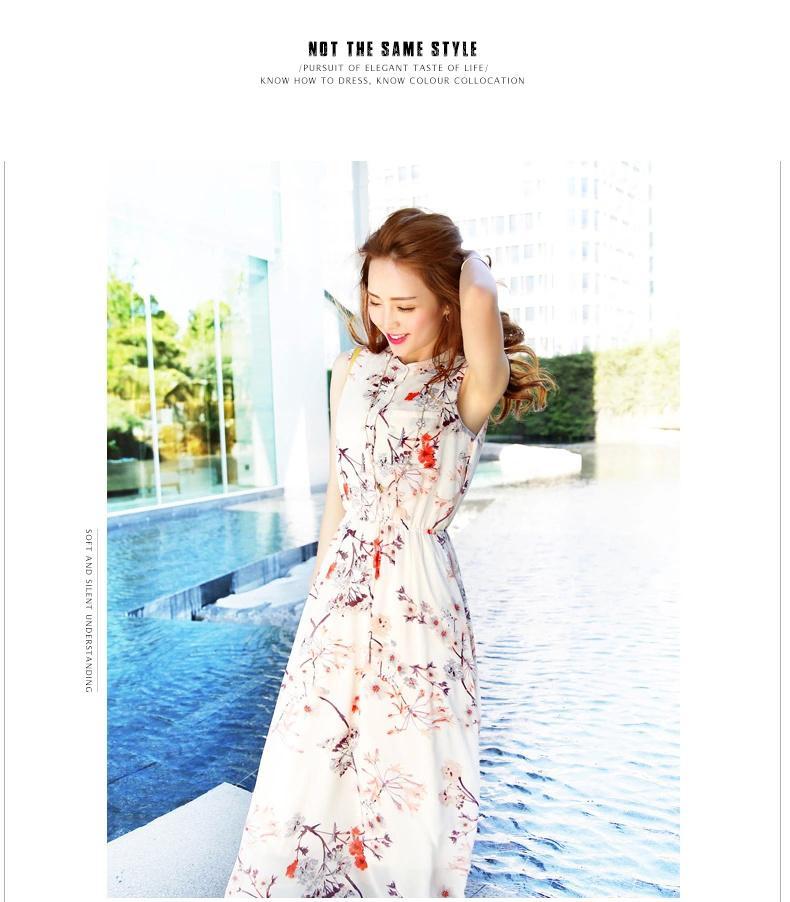 NOT THE SAME STYLE
/PURSUIT OF ELEGANT TASTE OF LIFE/
KNOW HOW TO DRESS, KNOW COLOUR COLLOCATION
SOFT AND SILENT UNDERSTANDING